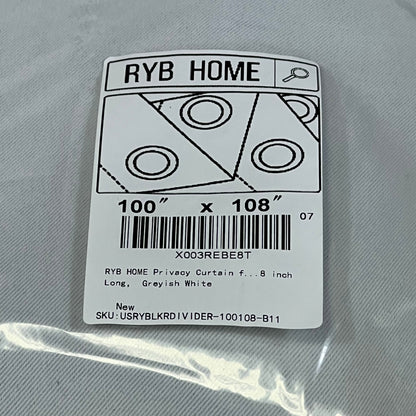 RYB HOME
100″ x 108″
07
X003REBE8T
RYB HOME Privacy Curtain f...8 inch
Long, Greyish White
New
SKU:USRYBLKRDIVIDER-100108-B11